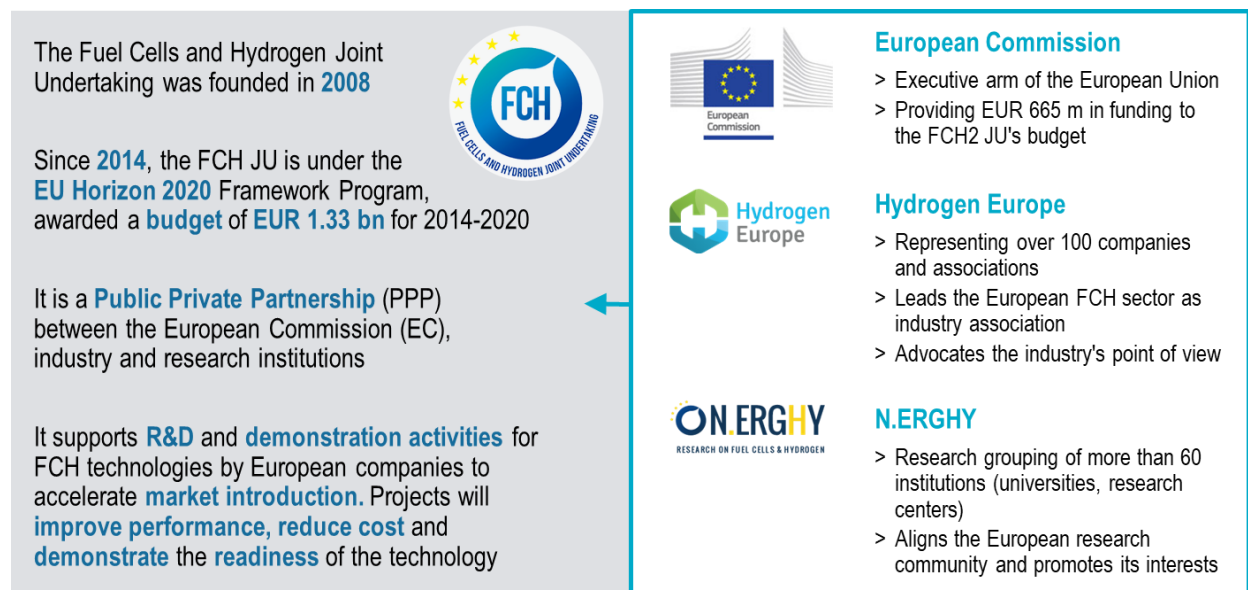 The Fuel Cells and Hydrogen Joint
Undertaking was founded in 2008
FCH
FUEL CELLS AND HYDROGEN JOINT UNDERTAKING
Since 2014, the FCH JU is under the
EU Horizon 2020 Framework Program,
awarded a budget of EUR 1.33 bn for 2014-2020
It is a Public Private Partnership (PPP)
between the European Commission (EC),
industry and research institutions
It supports R&D and demonstration activities for
FCH technologies by European companies to
accelerate market introduction. Projects will
improve performance, reduce cost and
demonstrate the readiness of the technology
European
Commission
European Commission
> Executive arm of the European Union
> Providing EUR 665 m in funding to
the FCH2 JU's budget
Hydrogen
Europe
Hydrogen Europe
> Representing over 100 companies
and associations
> Leads the European FCH sector as
industry association
> Advocates the industry's point of view
N.ERGHY
RESEARCH ON FUEL CELLS & HYDROGEN
N.ERGHY
> Research grouping of more than 60
institutions (universities, research
centers)
> Aligns the European research
community and promotes its interests